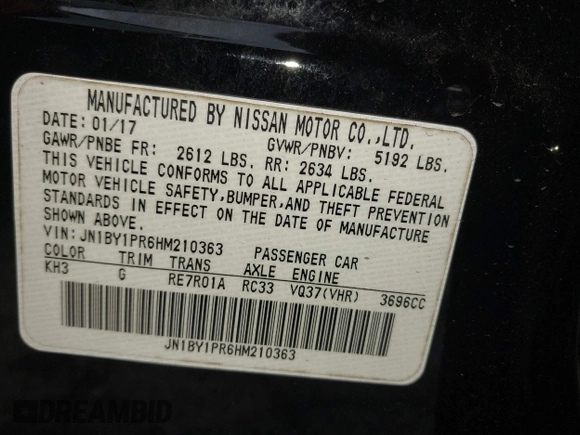 MANUFACTURED BY NISSAN MOTOR CO.,LTD.
DATE: 01/17 GVWR/PNBV: 5192 LBS.
GAWR/PNBE FR: 2612 LBS. RR: 2634 LBS.
THIS VEHICLE CONFORMS TO ALL APPLICABLE FEDERAL
MOTOR VEHICLE SAFETY,BUMPER,AND THEFT PREVENTION
STANDARDS IN EFFECT ON THE DATE OF MANUFACTURE
SHOWN ABOVE.
VIN:JN1BY1PR6HM210363 PASSENGER CAR
COLOR TRIM TRANS AXLE ENGINE
KH3 G RE7R01A RC33 VQ37(VHR) 3696CC
JN1BY1PR6HM210363
DREAMBID